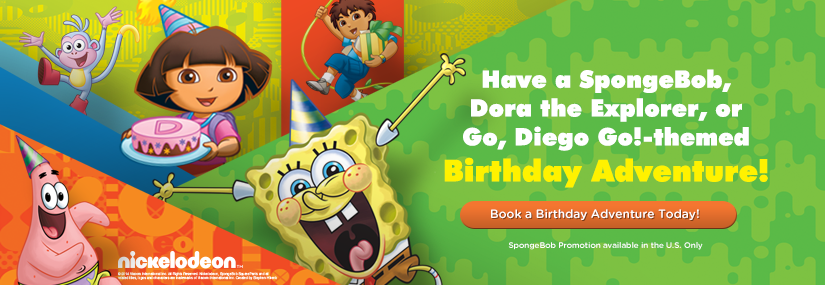 Have a SpongeBob,
Dora the Explorer, or
Go, Diego Go!-themed
Birthday Adventure!
Book a Birthday Adventure Today!
SpongeBob Promotion available in the U.S. Only
D
nickelodeon